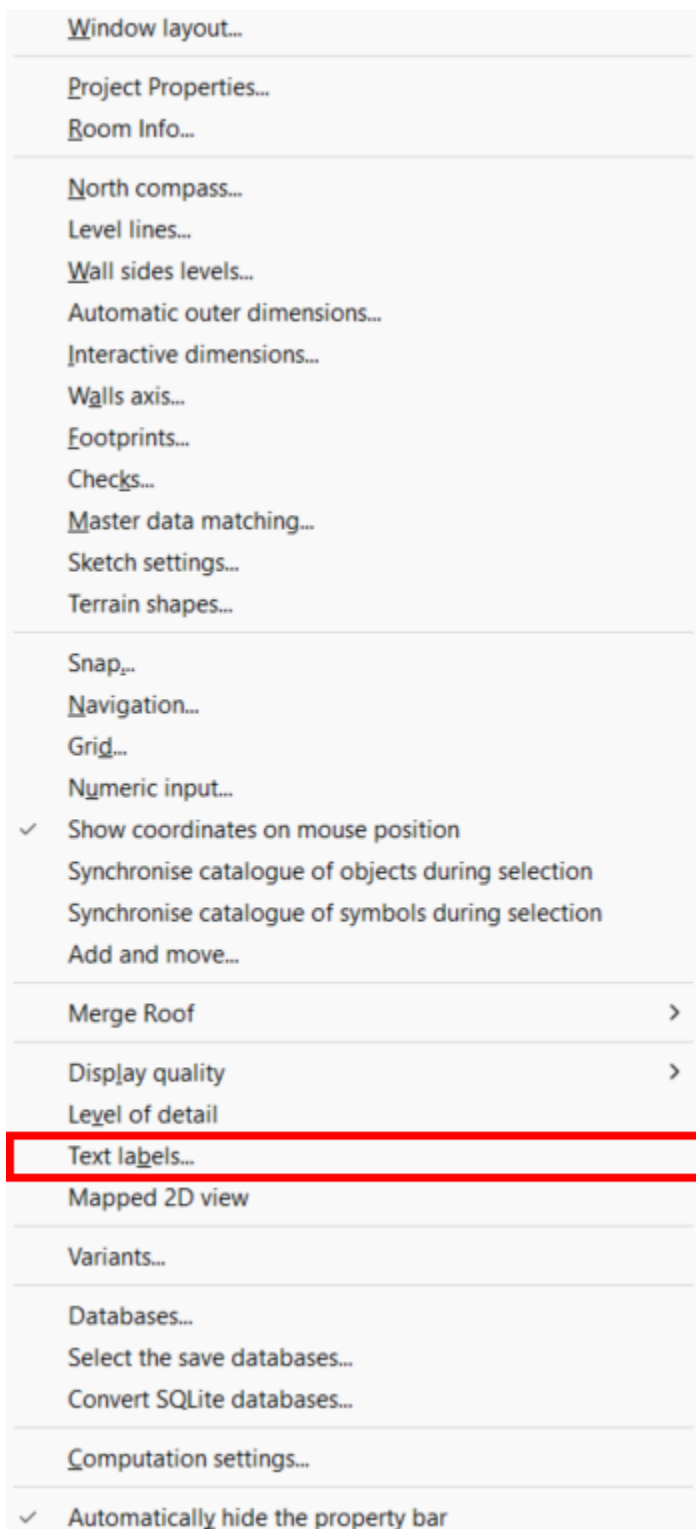 Window layout...
Project Properties...
Room Info...
North compass...
Level lines...
Wall sides levels...
Automatic outer dimensions...
Interactive dimensions...
Walls axis...
Footprints...
Checks...
Master data matching...
Sketch settings...
Terrain shapes...
Snap...
Navigation...
Grid...
Numeric input...
Show coordinates on mouse position
Synchronise catalogue of objects during selection
Synchronise catalogue of symbols during selection
Add and move...
Merge Roof
Display quality
Level of detail
Text labels...
Mapped 2D view
Variants...
Databases...
Select the save databases...
Convert SQLite databases...
Computation settings...
Automatically hide the property bar